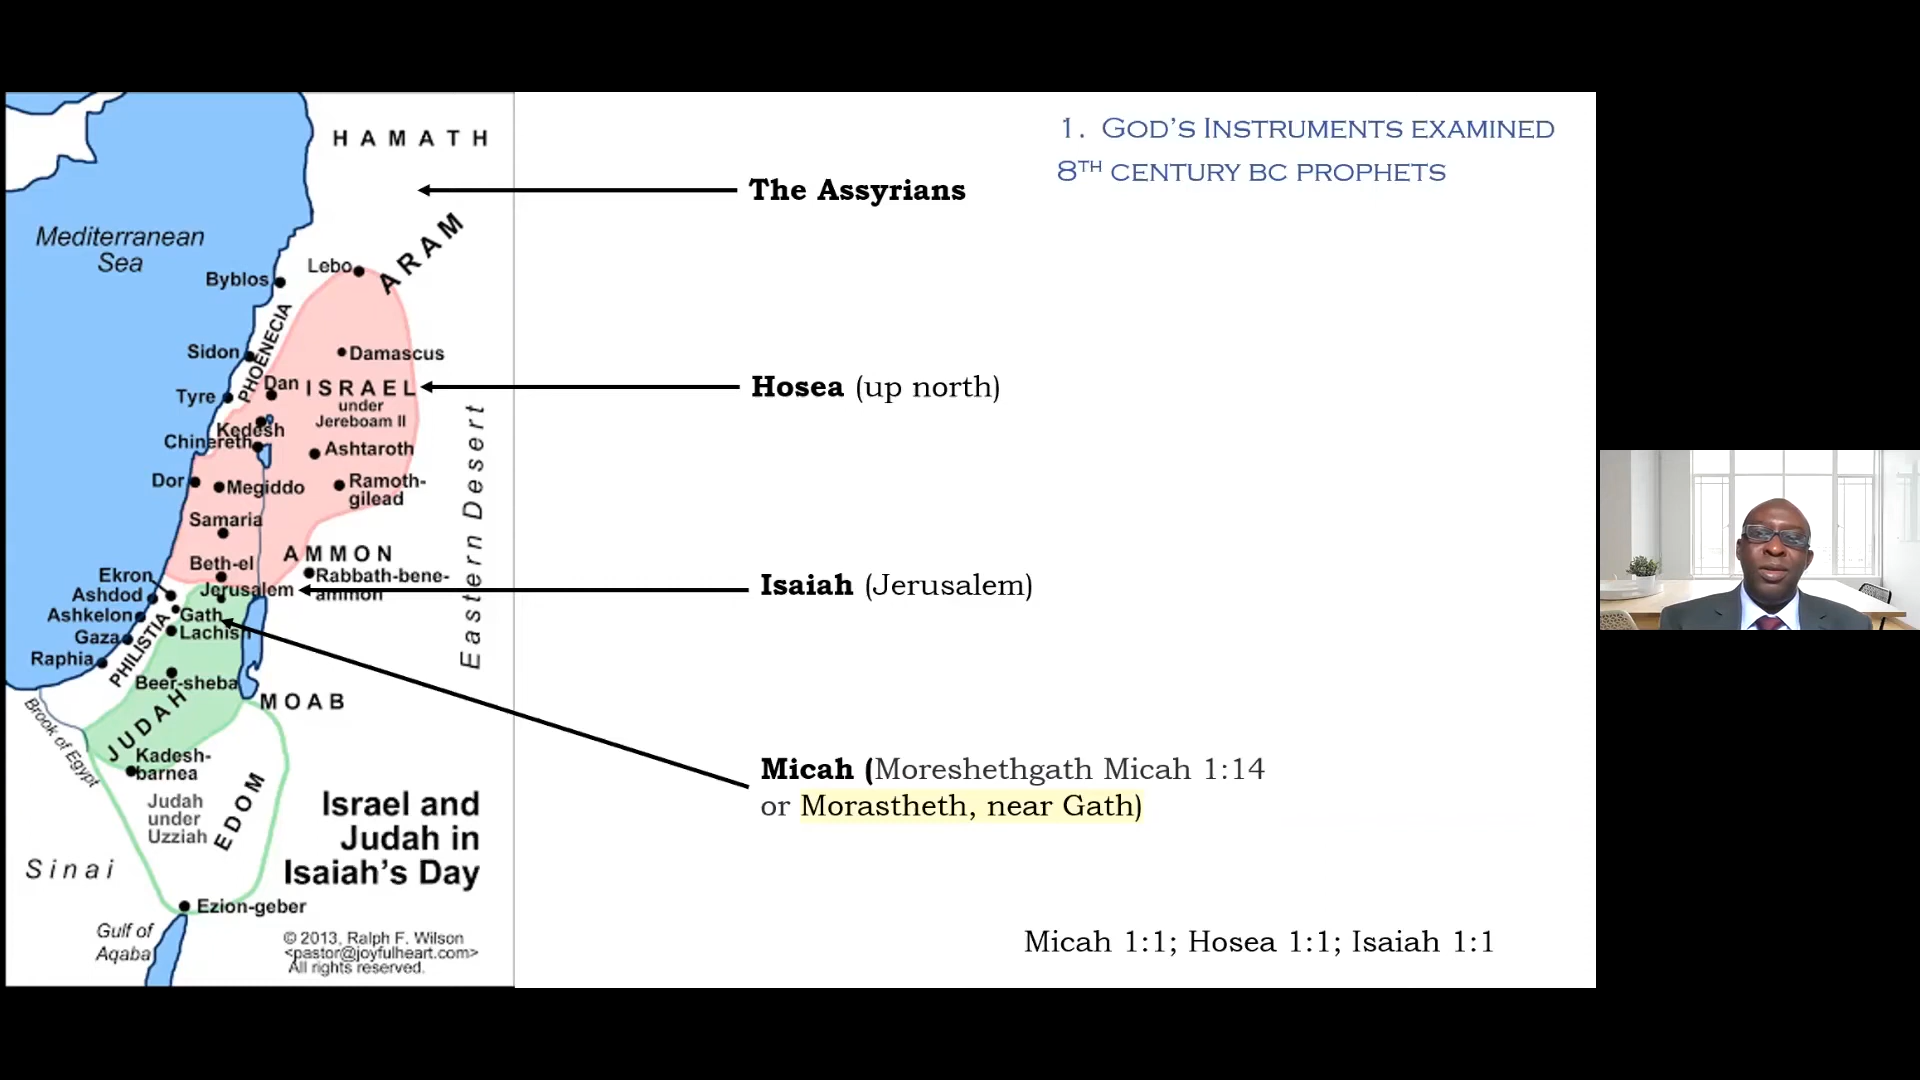 1. God's Instruments examined
8th century BC prophets
HAMATH
The Assyrians
ARAM
Mediterranean
Sea
Lebo
Byblos
PHOENECIA
Sidon
Damascus
Hosea (up north)
Dan
ISRAEL
under
Jereboam II
Tyre
Kedesh
Chinereth
Ashtaroth
Eastern Desert
Dor
Megiddo
Ramoth-
gilead
Samaria
AMMON
Beth-el
Rabbath-bene-
ammon
Ekron
Jerusalem
Isaiah (Jerusalem)
Ashdod
Ashkelon
Gath
Gaza
Lachish
PHILISTIA
Raphia
Beer-sheba
MOAB
JUDAH
Brook of Egypt
Kadesh-
barnea
Micah (Moreshethgath Micah 1:14
or Morastheth, near Gath)
Judah
under
Uzziah
EDOM
Israel and
Judah in
Isaiah's Day
Sinai
Ezion-geber
Gulf of
Aqaba
© 2013, Ralph F. Wilson
<pastor@joyfulheart.com>
All rights reserved.
Micah 1:1; Hosea 1:1; Isaiah 1:1